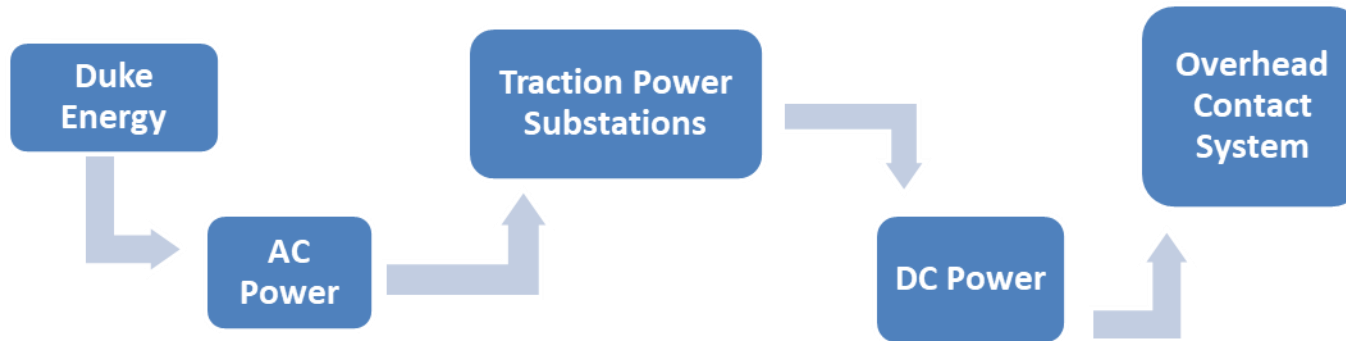 Duke
Energy
AC
Power
Traction Power
Substations
DC Power
Overhead
Contact
System